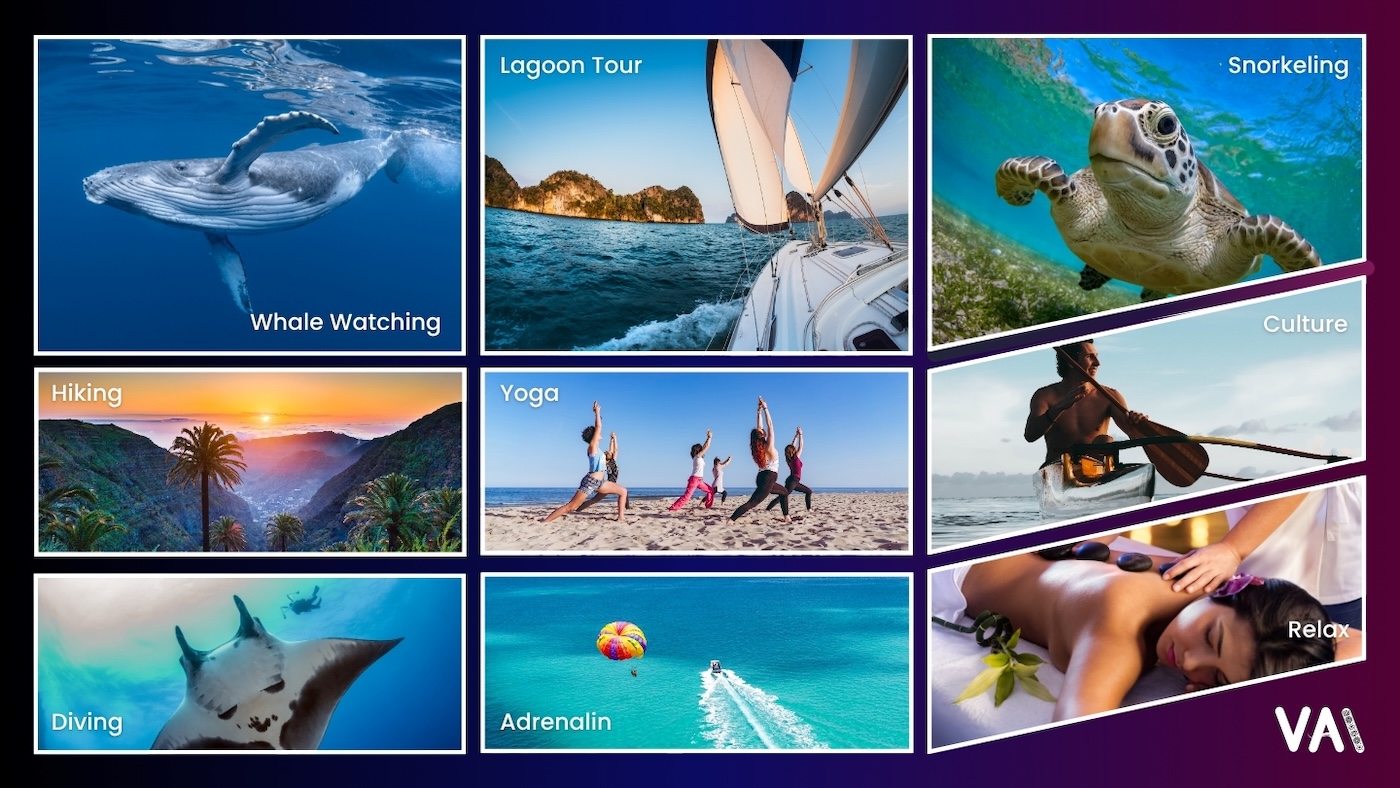 Whale Watching
Lagoon Tour
Snorkeling
Hiking
Yoga
Culture
Diving
Adrenalin
Relax
VAI